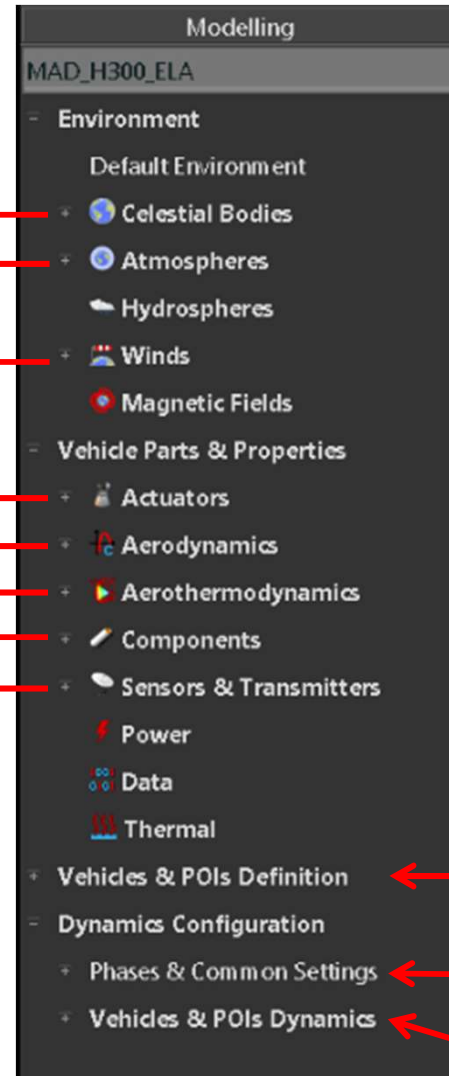 Modelling
MAD_H300_ELA
Environment
Default Environment
Celestial Bodies
Atmospheres
Hydrospheres
Winds
Magnetic Fields
Vehicle Parts & Properties
Actuators
Aerodynamics
Aerothermodynamics
Components
Sensors & Transmitters
Power
Data
Thermal
Vehicles & POIs Definition
Dynamics Configuration
Phases & Common Settings
Vehicles & POIs Dynamics